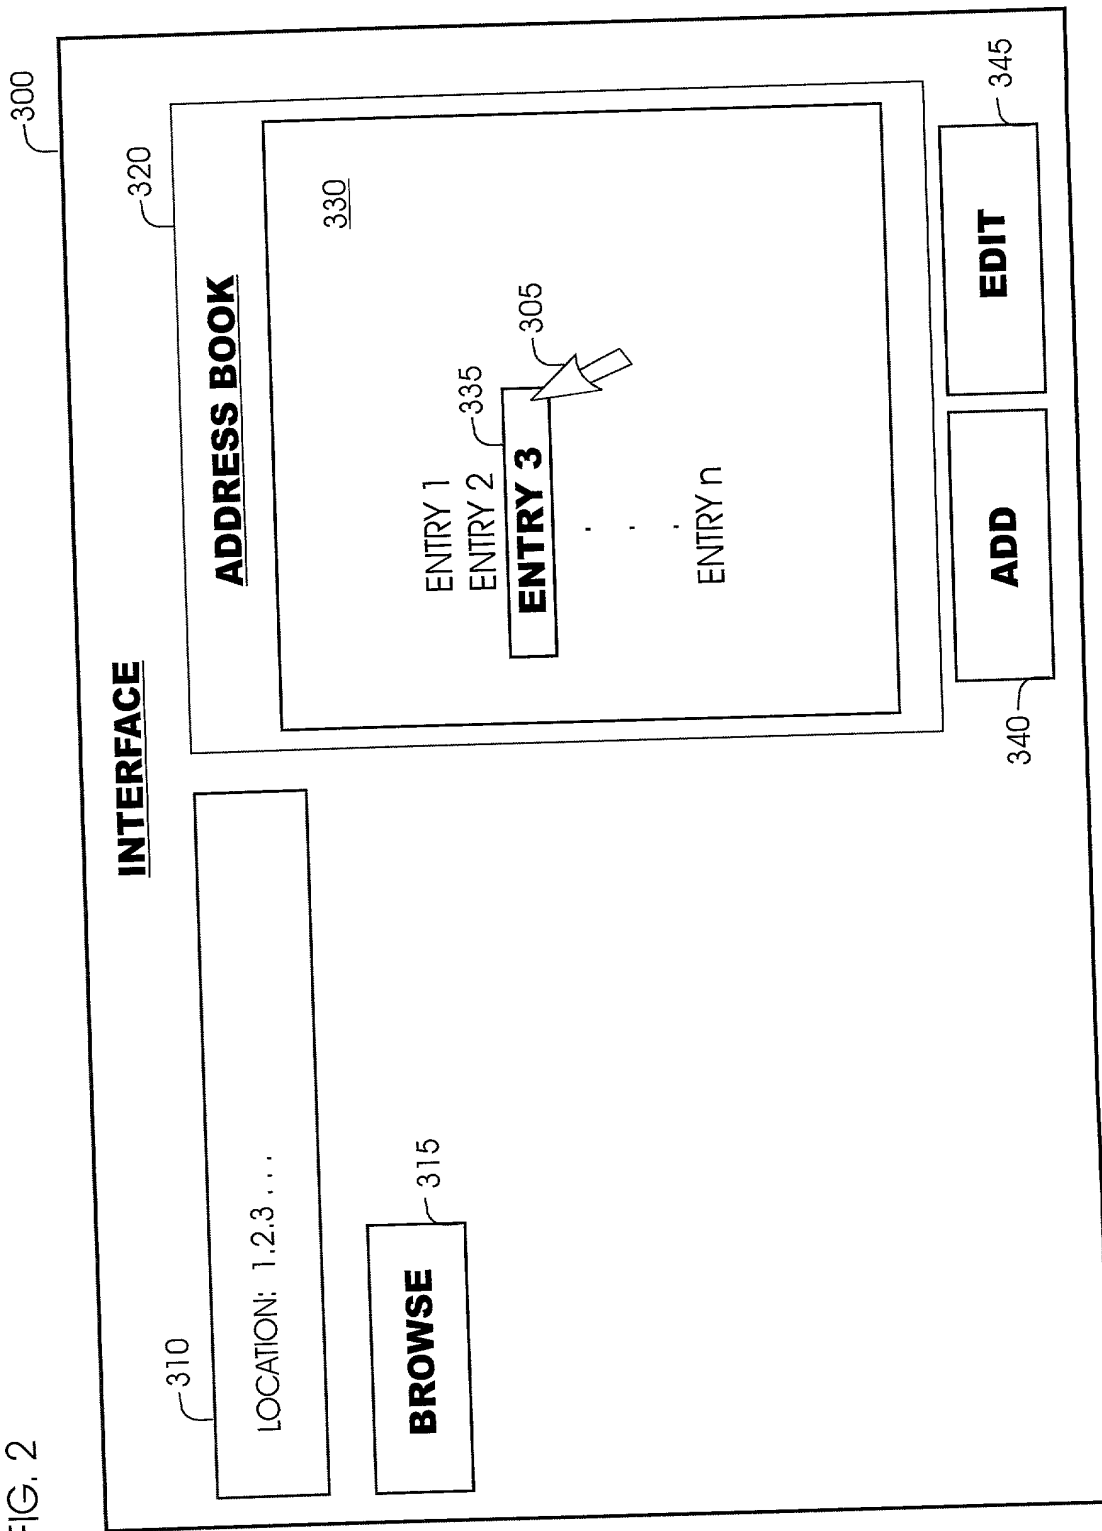 FIG. 2
300
INTERFACE
310
LOCATION: 1.2.3 . . .
315
BROWSE
320
ADDRESS BOOK
330
ENTRY 1
ENTRY 2
335
ENTRY 3
305
.
.
.
ENTRY n
340
ADD
EDIT
345